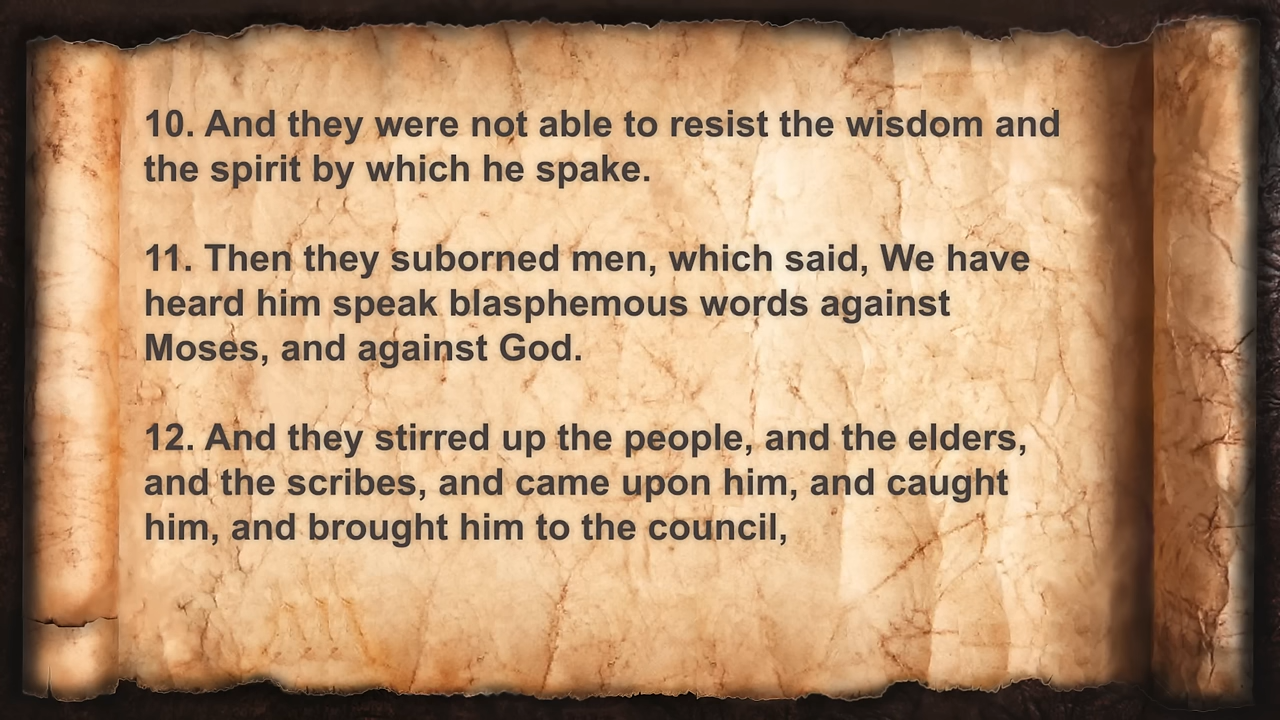 10. And they were not able to resist the wisdom and
the spirit by which he spake.
11. Then they suborned men, which said, We have
heard him speak blasphemous words against
Moses, and against God.
12. And they stirred up the people, and the elders,
and the scribes, and came upon him, and caught
him, and brought him to the council,